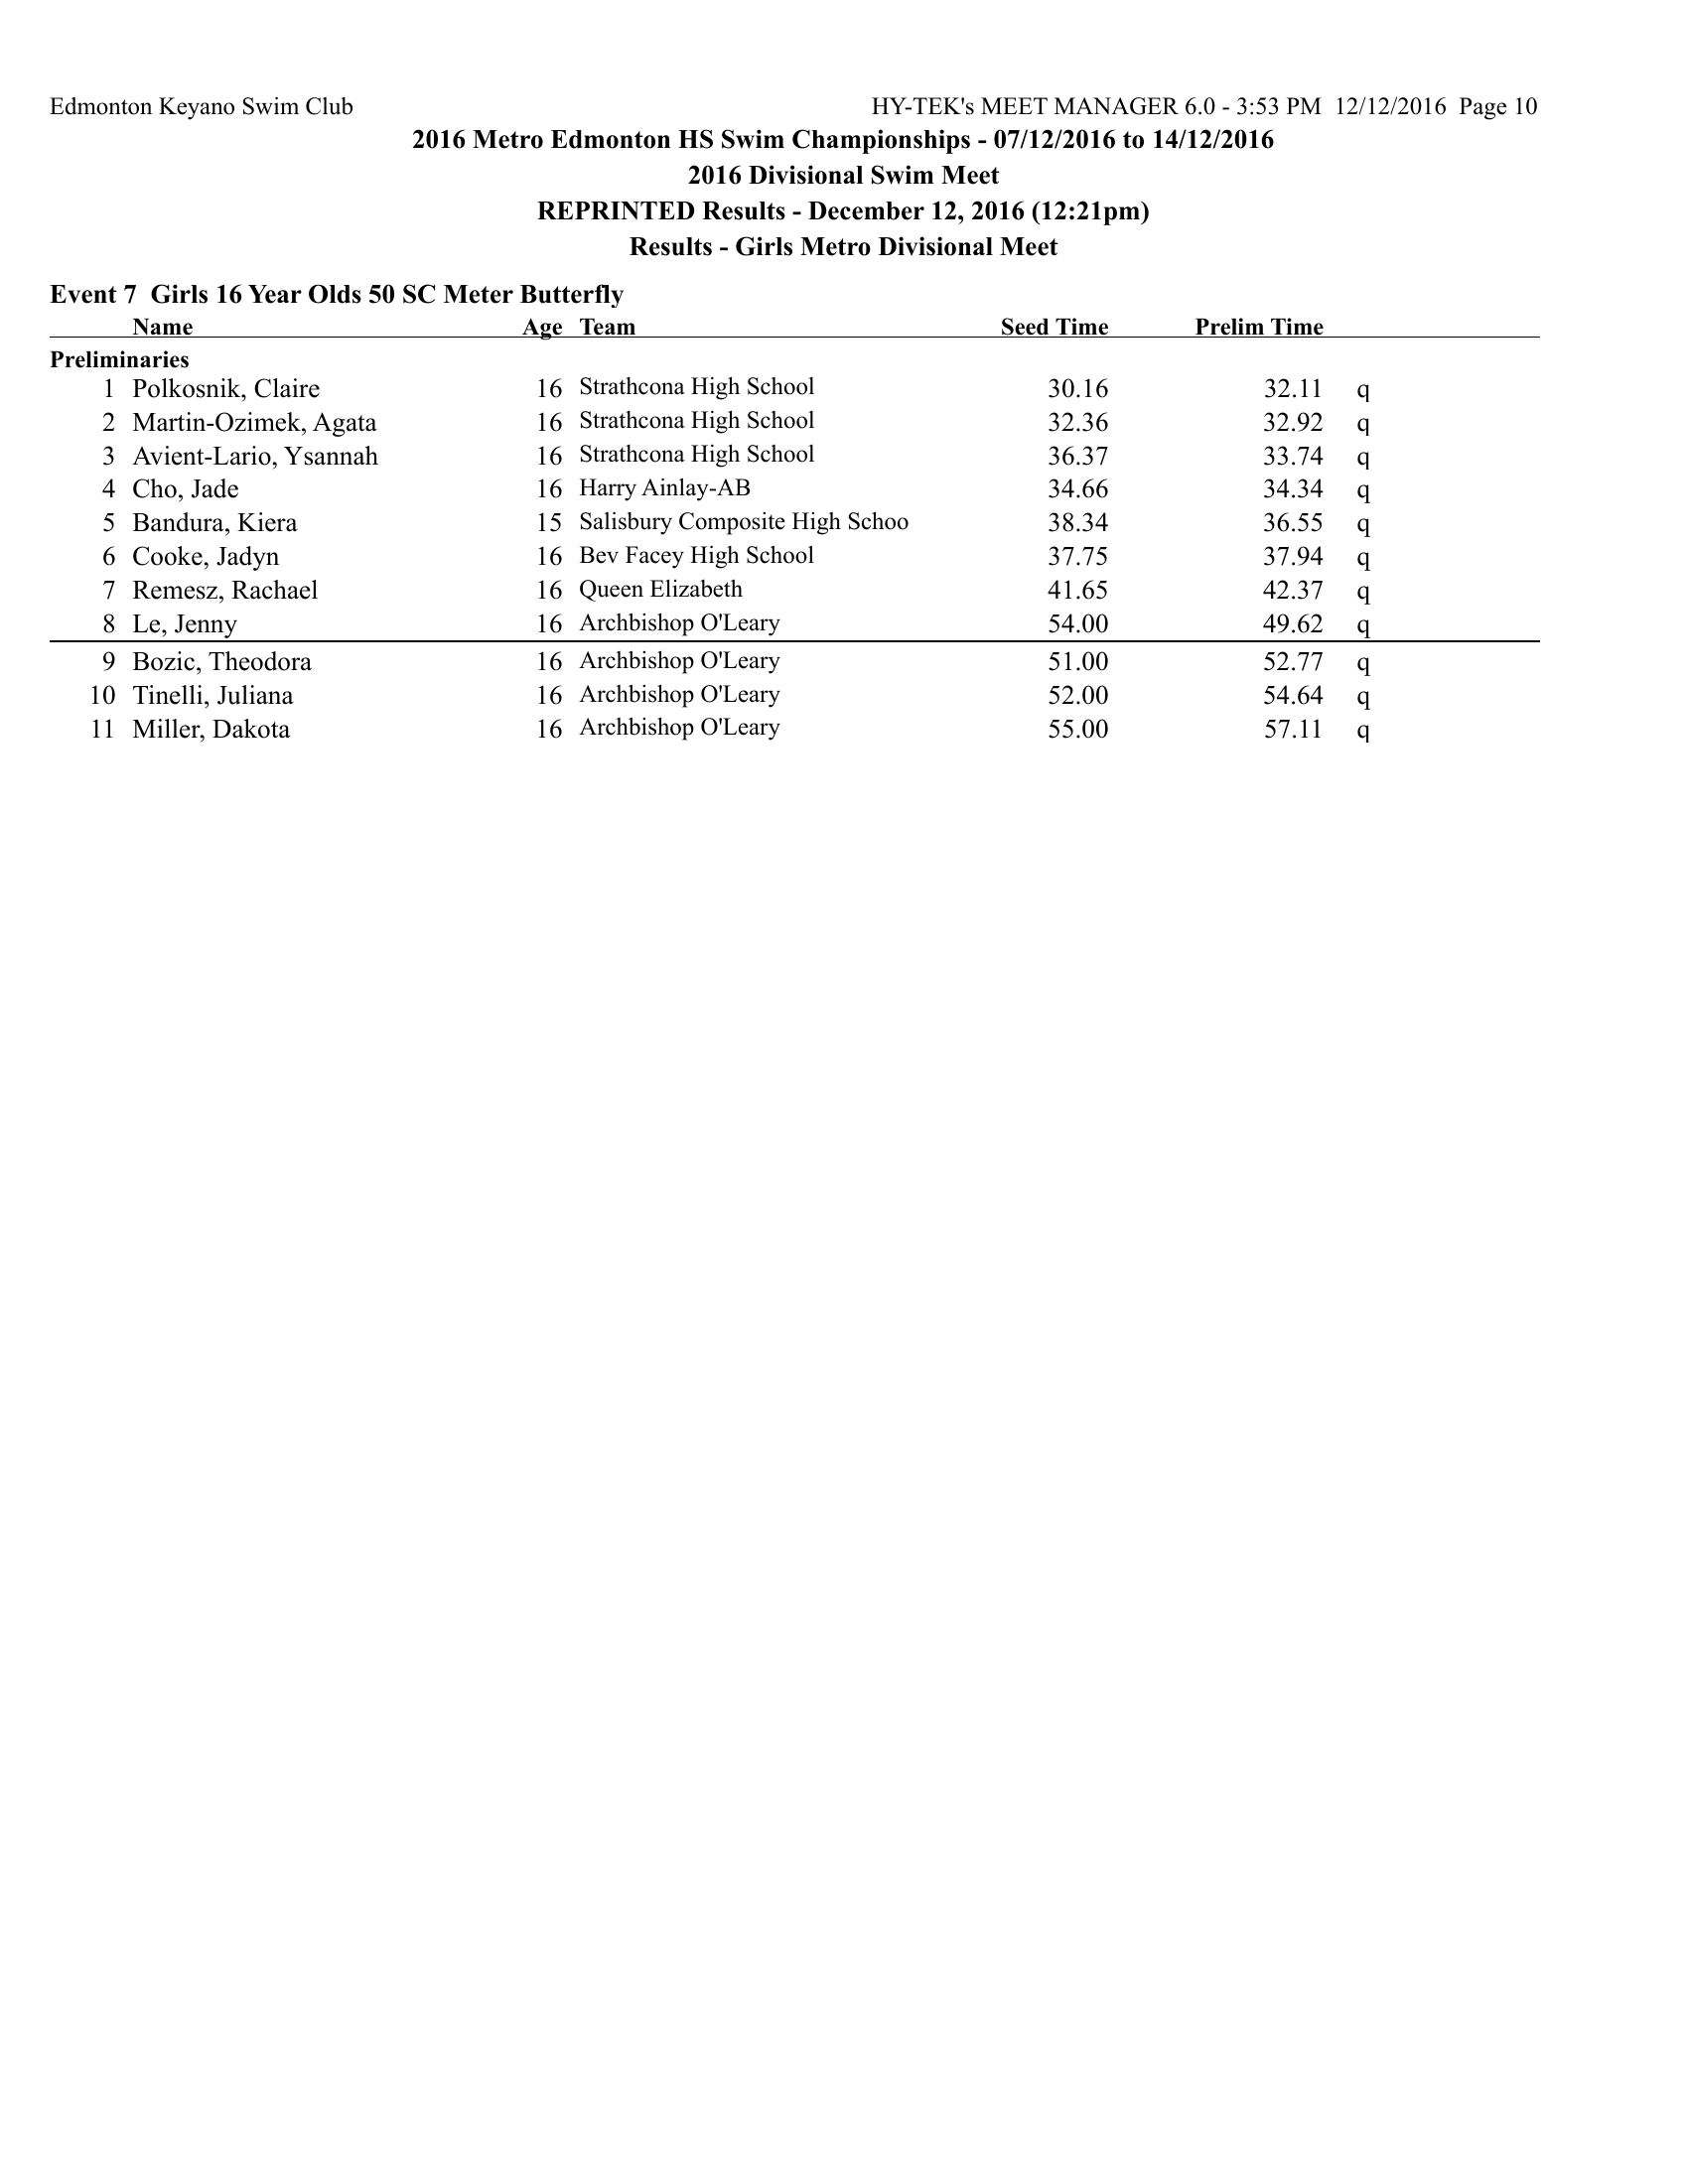 Edmonton Keyano Swim Club HY-TEK's MEET MANAGER 6.0 - 3:53 PM 12/12/2016 Page 10
2016 Metro Edmonton HS Swim Championships - 07/12/2016 to 14/12/2016
2016 Divisional Swim Meet
REPRINTED Results - December 12, 2016 (12:21pm)
Results - Girls Metro Divisional Meet
Event 7 Girls 16 Year Olds 50 SC Meter Butterfly
Name Age Team Seed Time Prelim Time
Preliminaries
1 Polkosnik, Claire 16 Strathcona High School 30.16 32.11 q
2 Martin-Ozimek, Agata 16 Strathcona High School 32.36 32.92 q
3 Avient-Lario, Ysannah 16 Strathcona High School 36.37 33.74 q
4 Cho, Jade 16 Harry Ainlay-AB 34.66 34.34 q
5 Bandura, Kiera 15 Salisbury Composite High Schoo 38.34 36.55 q
6 Cooke, Jadyn 16 Bev Facey High School 37.75 37.94 q
7 Remesz, Rachael 16 Queen Elizabeth 41.65 42.37 q
8 Le, Jenny 16 Archbishop O'Leary 54.00 49.62 q
9 Bozic, Theodora 16 Archbishop O'Leary 51.00 52.77 q
10 Tinelli, Juliana 16 Archbishop O'Leary 52.00 54.64 q
11 Miller, Dakota 16 Archbishop O'Leary 55.00 57.11 q